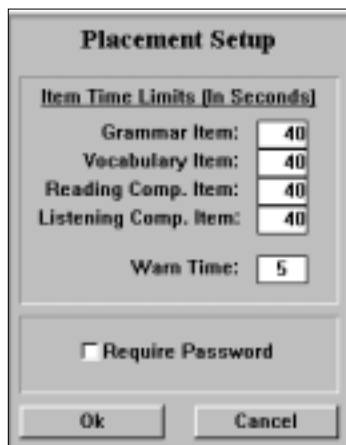 Placement Setup
Item Time Limits (In Seconds)
Grammar Item: 40
Vocabulary Item: 40
Reading Comp. Item: 40
Listening Comp. Item: 40
Warn Time: 5
Require Password
Ok Cancel